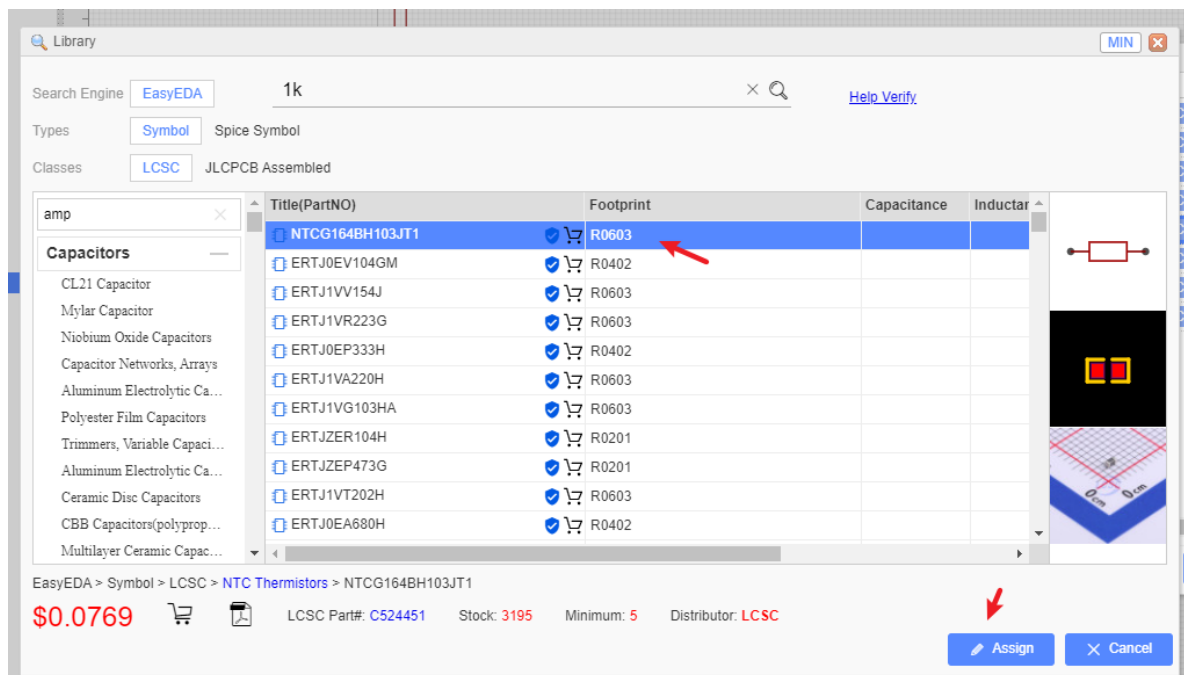 Library
MIN
Search Engine EasyEDA 1k Help Verify
Types Symbol Spice Symbol
Classes LCSC JLCPCB Assembled
amp
Capacitors
CL21 Capacitor
Mylar Capacitor
Niobium Oxide Capacitors
Capacitor Networks, Arrays
Aluminum Electrolytic Ca...
Polyester Film Capacitors
Trimmers, Variable Capaci...
Aluminum Electrolytic Ca...
Ceramic Disc Capacitors
CBB Capacitors(polyprop...
Multilayer Ceramic Capac...
Title(PartNO) Footprint Capacitance Inductan
NTCG164BH103JT1 R0603
ERTJ0EV104GM R0402
ERTJ1VV154J R0603
ERTJ1VR223G R0603
ERTJ0EP333H R0402
ERTJ1VA220H R0603
ERTJ1VG103HA R0603
ERTJZER104H R0201
ERTJZEP473G R0201
ERTJ1VT202H R0603
ERTJ0EA680H R0402
0cm 0cm
EasyEDA > Symbol > LCSC > NTC Thermistors > NTCG164BH103JT1
$0.0769 LCSC Part#: C524451 Stock: 3195 Minimum: 5 Distributor: LCSC
Assign Cancel